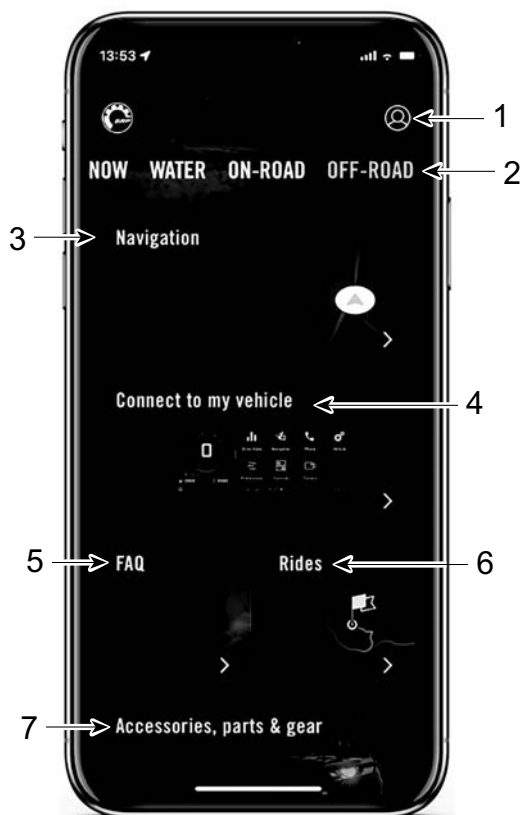 13:53
1
NOW WATER ON-ROAD OFF-ROAD
2
3
Navigation
Connect to my vehicle
4
0
5
FAQ
Rides
6
7
Accessories, parts & gear